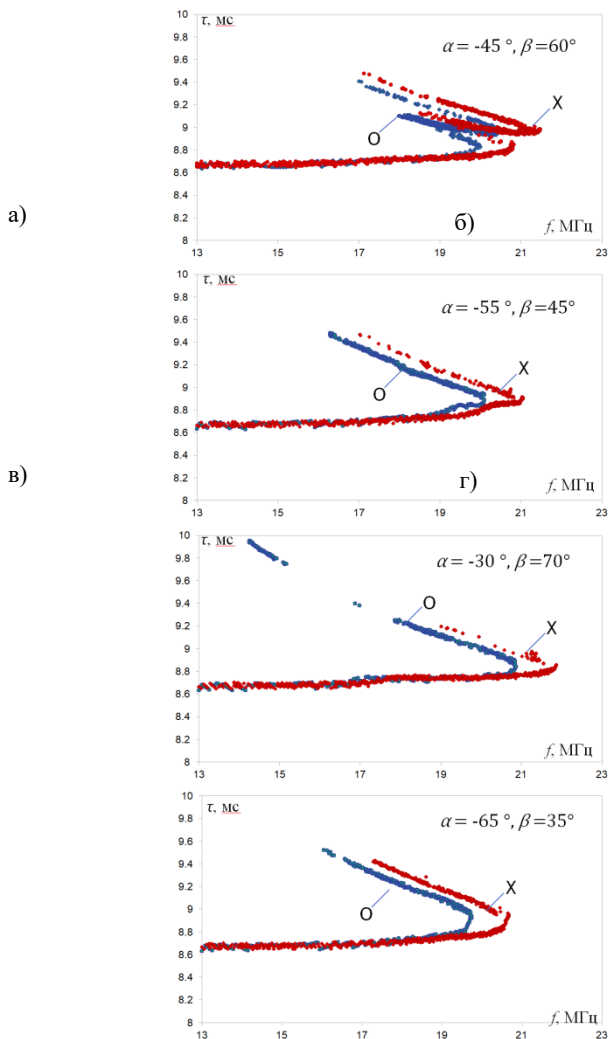 τ, мс
10
α = -45 °, β = 60°
9.8
9.6
9.4
X
9.2
9
O
8.8
8.6
8.4
а)
б)
8.2
f, МГц
8
13 15 17 19 21 23
τ, мс
10
α = -55 °, β = 45°
9.8
9.6
9.4
X
9.2
9
O
8.8
8.6
8.4
в)
г)
8.2
f, МГц
8
13 15 17 19 21 23
τ, мс
10
α = -30 °, β = 70°
9.8
9.6
O
9.4
X
9.2
9
8.8
8.6
8.4
8.2
f, МГц
8
13 15 17 19 21 23
τ, мс
10
α = -65 °, β = 35°
9.8
9.6
9.4
X
9.2
O
9
8.8
8.6
8.4
8.2
f, МГц
8
13 15 17 19 21 23